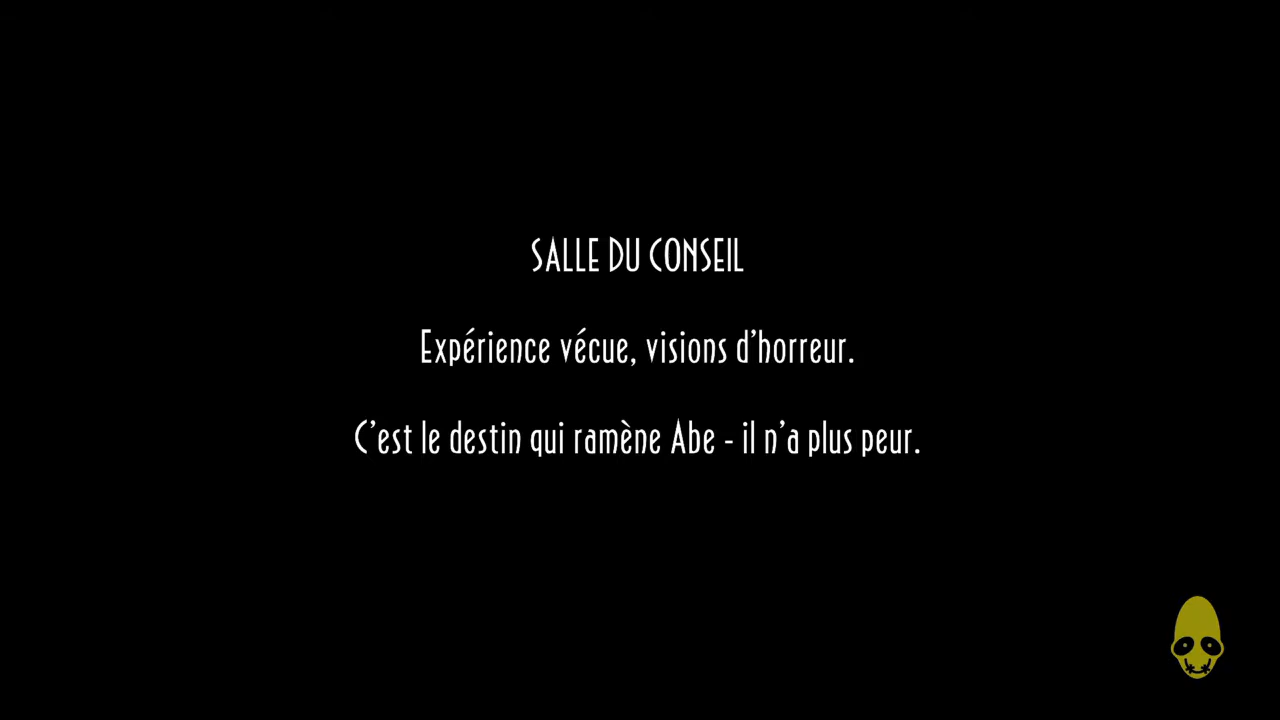 SALLE DU CONSEIL
Expérience vécue, visions d'horreur.
C'est le destin qui ramène Abe - il n'a plus peur.